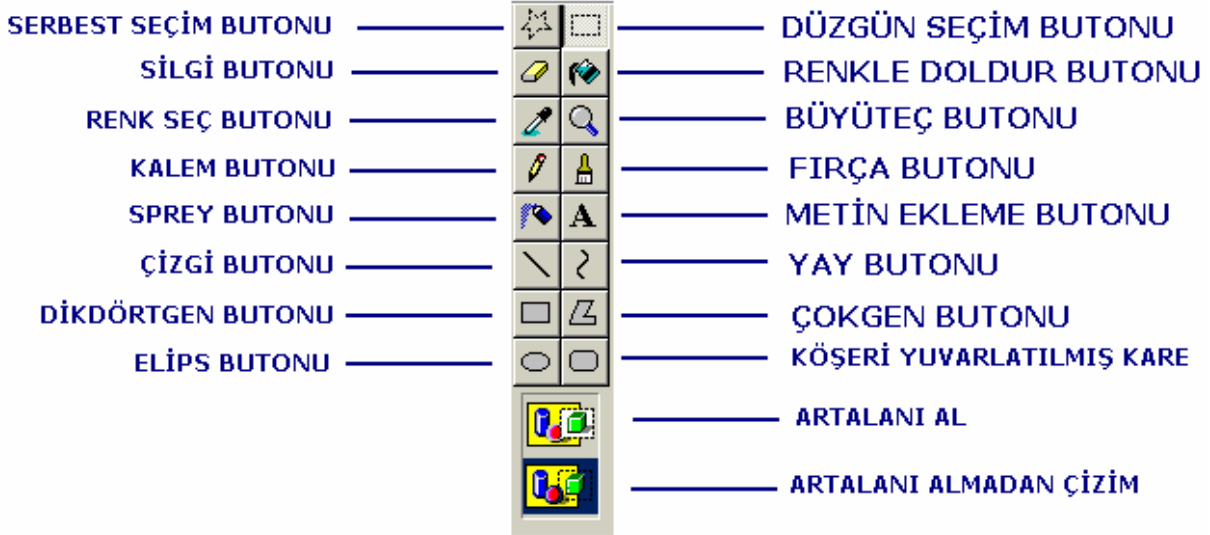 SERBEST SEÇİM BUTONU
DÜZGÜN SEÇİM BUTONU
SİLGİ BUTONU
RENKLE DOLDUR BUTONU
RENK SEÇ BUTONU
BÜYÜTEÇ BUTONU
KALEM BUTONU
FIRÇA BUTONU
SPREY BUTONU
A
METİN EKLEME BUTONU
ÇİZGİ BUTONU
YAY BUTONU
DİKDÖRTGEN BUTONU
ÇOKGEN BUTONU
ELİPS BUTONU
KÖŞERİ YUVARLATILMIŞ KARE
ARTALANI AL
ARTALANI ALMADAN ÇİZİM